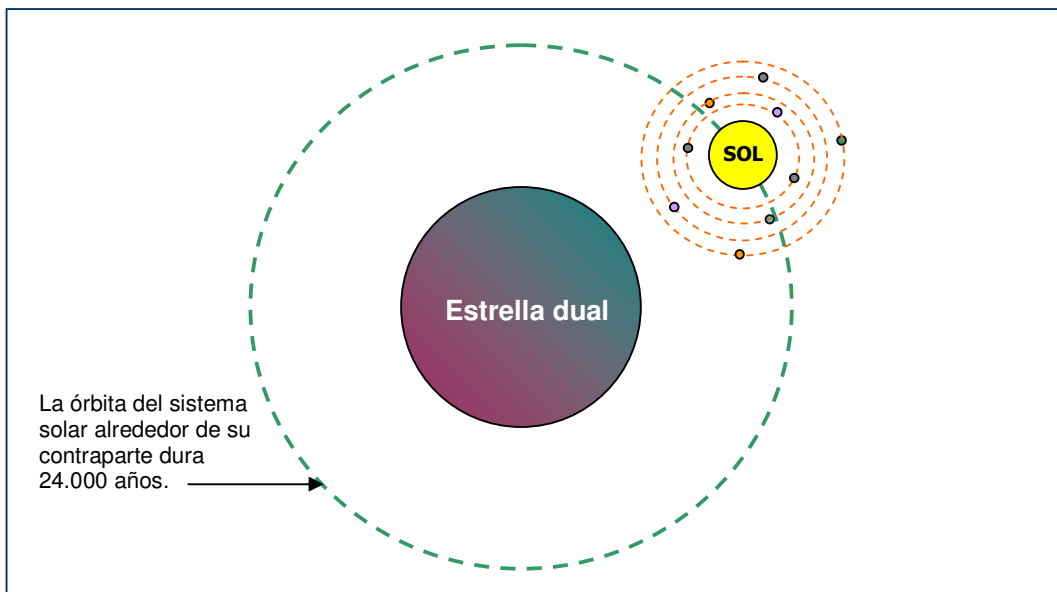 SOL
Estrella dual
La órbita del sistema
solar alrededor de su
contraparte dura
24.000 años.